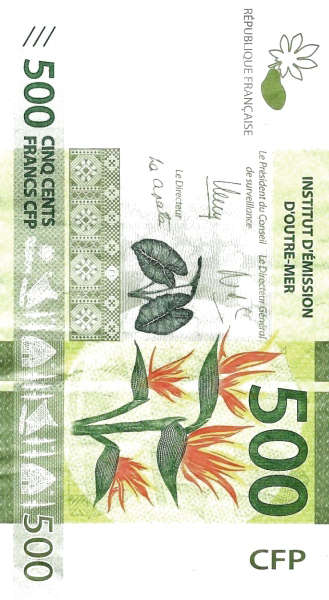 RÉPUBLIQUE FRANÇAISE
INSTITUT D'ÉMISSION
D'OUTRE-MER
Le Président du Conseil
de surveillance
Le Directeur Général
Le Directeur
500
CFP
500
CINQ CENTS
FRANCS CFP
500